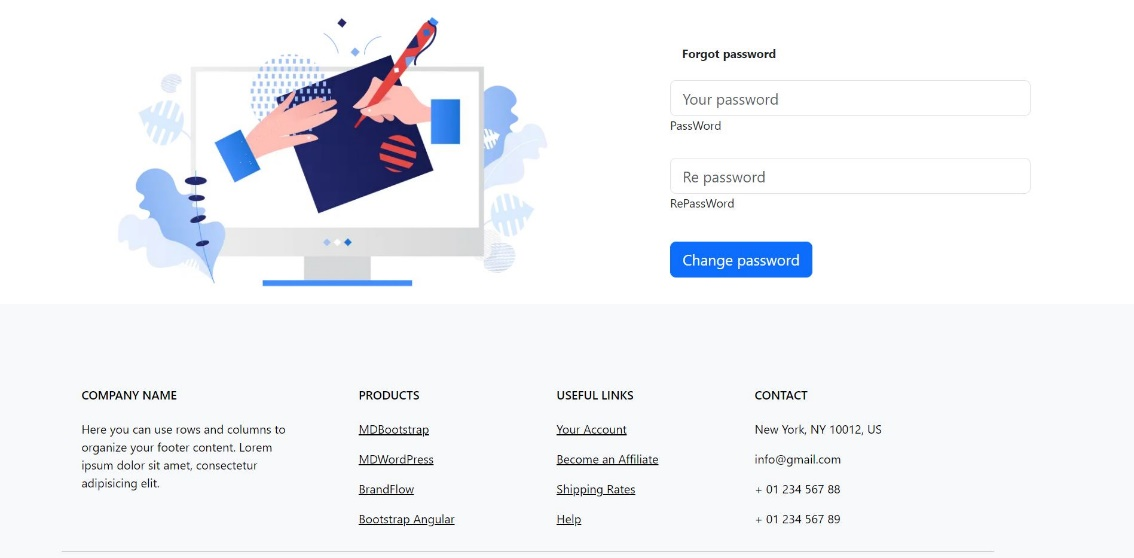 Forgot password
Your password
PassWord
Re password
RePassWord
Change password
COMPANY NAME
Here you can use rows and columns to
organize your footer content. Lorem
ipsum dolor sit amet, consectetur
adipisicing elit.
PRODUCTS
MDBootstrap
MDWordPress
BrandFlow
Bootstrap Angular
USEFUL LINKS
Your Account
Become an Affiliate
Shipping Rates
Help
CONTACT
New York, NY 10012, US
info@gmail.com
+ 01 234 567 88
+ 01 234 567 89